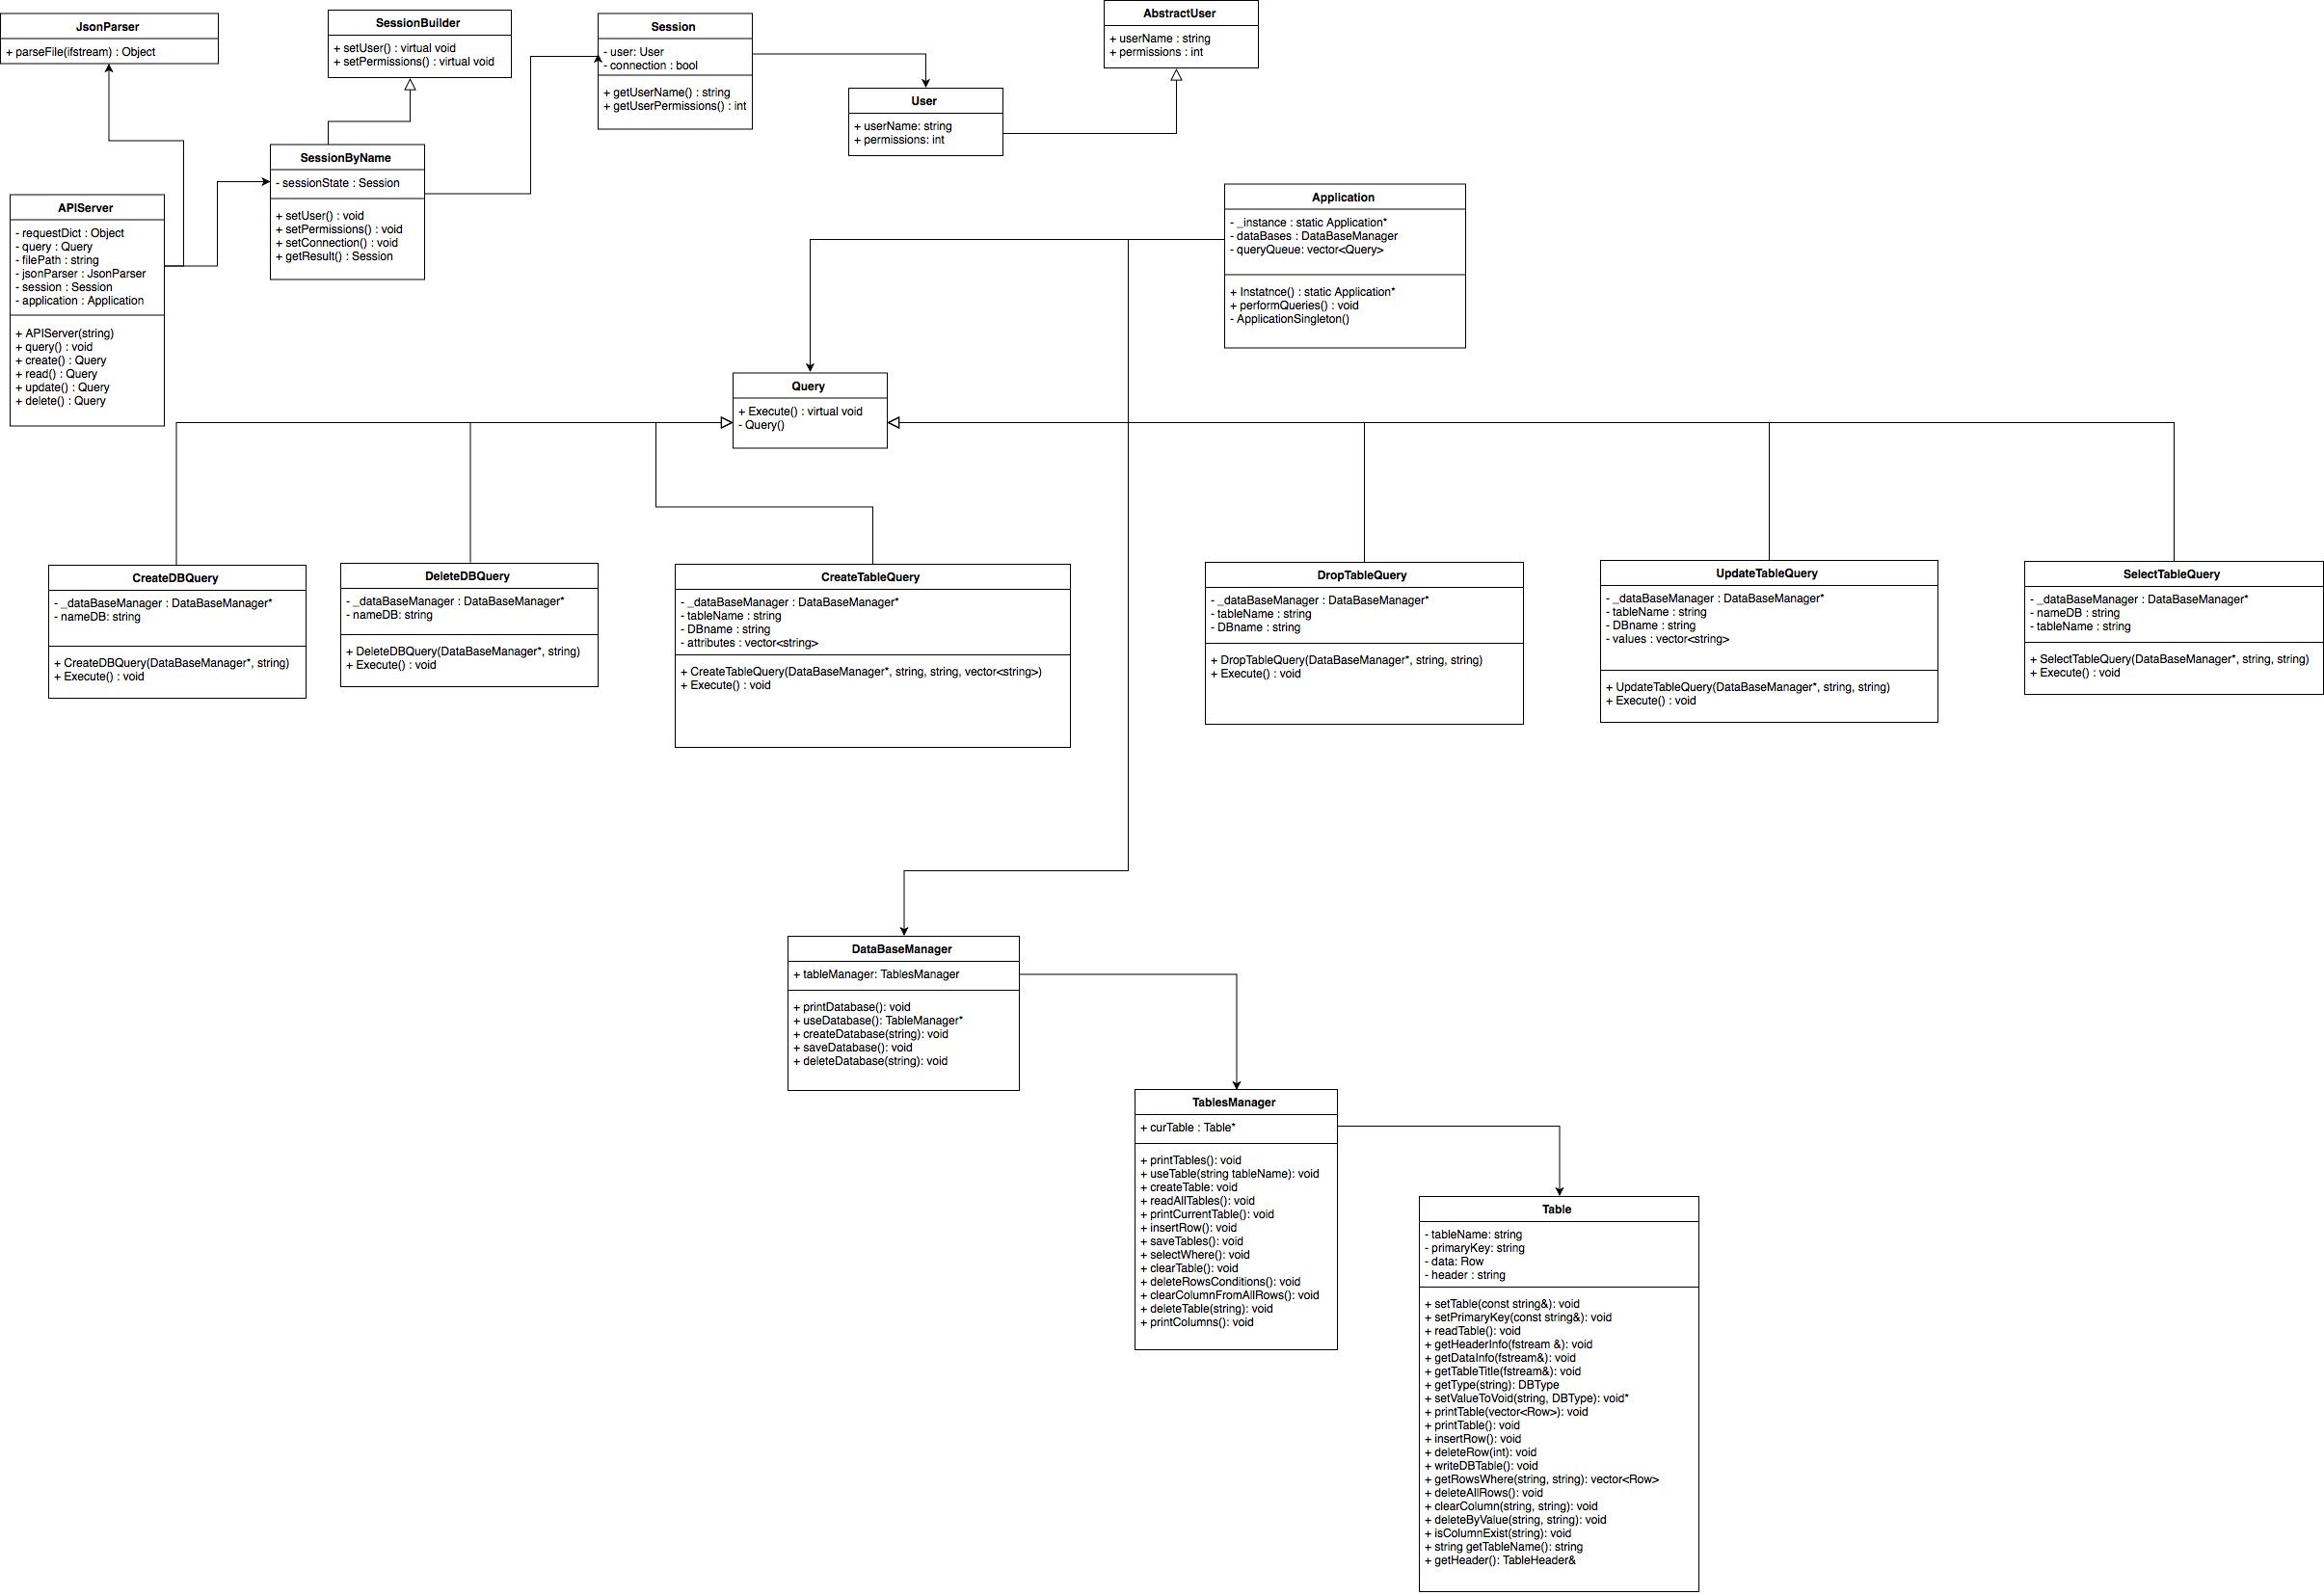 JsonParser
+ parseFile(ifstream) : Object
SessionBuilder
+ setUser() : virtual void
+ setPermissions() : virtual void
Session
- user: User
- connection : bool
+ getUserName() : string
+ getUserPermissions() : int
AbstractUser
+ userName : string
+ permissions : int
User
+ userName: string
+ permissions: int
SessionByName
- sessionState : Session
+ setUser() : void
+ setPermissions() : void
+ setConnection() : void
+ getResult() : Session
APIServer
- requestDict : Object
- query : Query
- filePath : string
- jsonParser : JsonParser
- session : Session
- application : Application
+ APIServer(string)
+ query() : void
+ create() : Query
+ read() : Query
+ update() : Query
+ delete() : Query
Application
- _instance : static Application*
- dataBases : DataBaseManager
- queryQueue: vector<Query>
+ Instatnce() : static Application*
+ performQueries() : void
- ApplicationSingleton()
Query
+ Execute() : virtual void
- Query()
CreateDBQuery
- _dataBaseManager : DataBaseManager*
- nameDB: string
+ CreateDBQuery(DataBaseManager*, string)
+ Execute() : void
DeleteDBQuery
- _dataBaseManager : DataBaseManager*
- nameDB: string
+ DeleteDBQuery(DataBaseManager*, string)
+ Execute() : void
CreateTableQuery
- _dataBaseManager : DataBaseManager*
- tableName : string
- DBname : string
- attributes : vector<string>
+ CreateTableQuery(DataBaseManager*, string, string, vector<string>)
+ Execute() : void
DropTableQuery
- _dataBaseManager : DataBaseManager*
- tableName : string
- DBname : string
+ DropTableQuery(DataBaseManager*, string, string)
+ Execute() : void
UpdateTableQuery
- _dataBaseManager : DataBaseManager*
- tableName : string
- DBname : string
- values : vector<string>
+ UpdateTableQuery(DataBaseManager*, string, string)
+ Execute() : void
SelectTableQuery
- _dataBaseManager : DataBaseManager*
- nameDB : string
- tableName : string
+ SelectTableQuery(DataBaseManager*, string, string)
+ Execute() : void
DataBaseManager
+ tableManager: TablesManager
+ printDatabase(): void
+ useDatabase(): TableManager*
+ createDatabase(string): void
+ saveDatabase(): void
+ deleteDatabase(string): void
TablesManager
+ curTable : Table*
+ printTables(): void
+ useTable(string tableName): void
+ createTable: void
+ readAllTables(): void
+ printCurrentTable(): void
+ insertRow(): void
+ saveTables(): void
+ selectWhere(): void
+ clearTable(): void
+ deleteRowsConditions(): void
+ clearColumnFromAllRows(): void
+ deleteTable(string): void
+ printColumns(): void
Table
- tableName: string
- primaryKey: string
- data: Row
- header : string
+ setTable(const string&): void
+ setPrimaryKey(const string&): void
+ readTable(): void
+ getHeaderInfo(fstream &): void
+ getDataInfo(fstream&): void
+ getTableTitle(fstream&): void
+ getType(string): DBType
+ setValueToVoid(string, DBType): void*
+ printTable(vector<Row>): void
+ printTable(): void
+ insertRow(): void
+ deleteRow(int): void
+ writeDBTable(): void
+ getRowsWhere(string, string): vector<Row>
+ deleteAllRows(): void
+ clearColumn(string, string): void
+ deleteByValue(string, string): void
+ isColumnExist(string): void
+ string getTableName(): string
+ getHeader(): TableHeader&